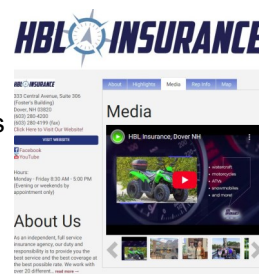 HBL INSURANCE
HBL INSURANCE
333 Central Avenue, Suite 306
(Foster's Building)
Dover, NH 03820
(603) 285-4200
(603) 285-4199 (fax)
Click Here to Visit Our Website!
VISIT WEBSITE
Facebook
YouTube
Hours:
Monday - Friday 8:30 AM - 5:00 PM
(Evening or weekends by
appointment only)
About Us
As an independent, full service
insurance agency, our duty and
responsibility is to provide you the
best service and the best coverage at
the best possible rate. We work with
over 20 different... read more —
About Highlights Media Key Info Map
Media
HBL Insurance, Dover NH
• watercraft
• motorcycles
• ATVs
• snowmobiles
and more!
S